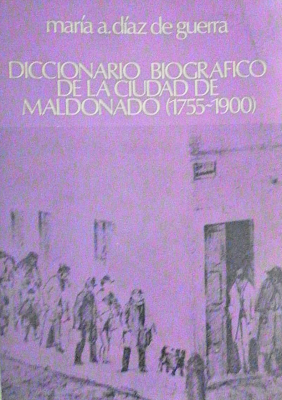 maría a. díaz de guerra
DICCIONARIO BIOGRAFICO
DE LA CIUDAD DE
MALDONADO (1755-1900)